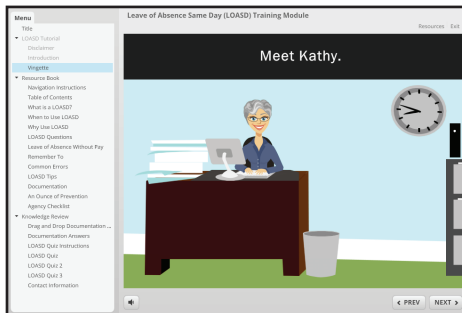 Leave of Absence Same Day (LOASD) Training Module
Resources Exit
Menu
Title
LOASD Tutorial
Disclaimer
Introduction
Vingette
Resource Book
Navigation Instructions
Table of Contents
What is a LOASD?
When to Use LOASD
Why Use LOASD
LOASD Questions
Leave of Absence Without Pay
Remember To
Common Errors
LOASD Tips
Documentation
An Ounce of Prevention
Agency Checklist
Knowledge Review
Drag and Drop Documentation ...
Documentation Answers
LOASD Quiz Instructions
LOASD Quiz
LOASD Quiz 2
LOASD Quiz 3
Contact Information
Meet Kathy.
PREV NEXT